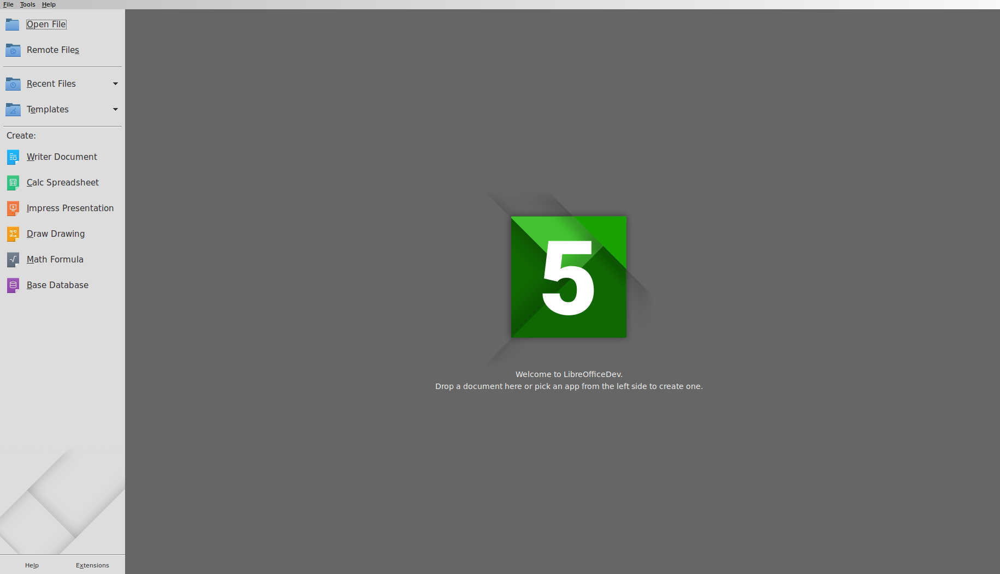 File Tools Help
Open File
Remote Files
Recent Files
Templates
Create:
Writer Document
Calc Spreadsheet
Impress Presentation
Draw Drawing
Math Formula
Base Database
5
Welcome to LibreOfficeDev.
Drop a document here or pick an app from the left side to create one.
Help Extensions